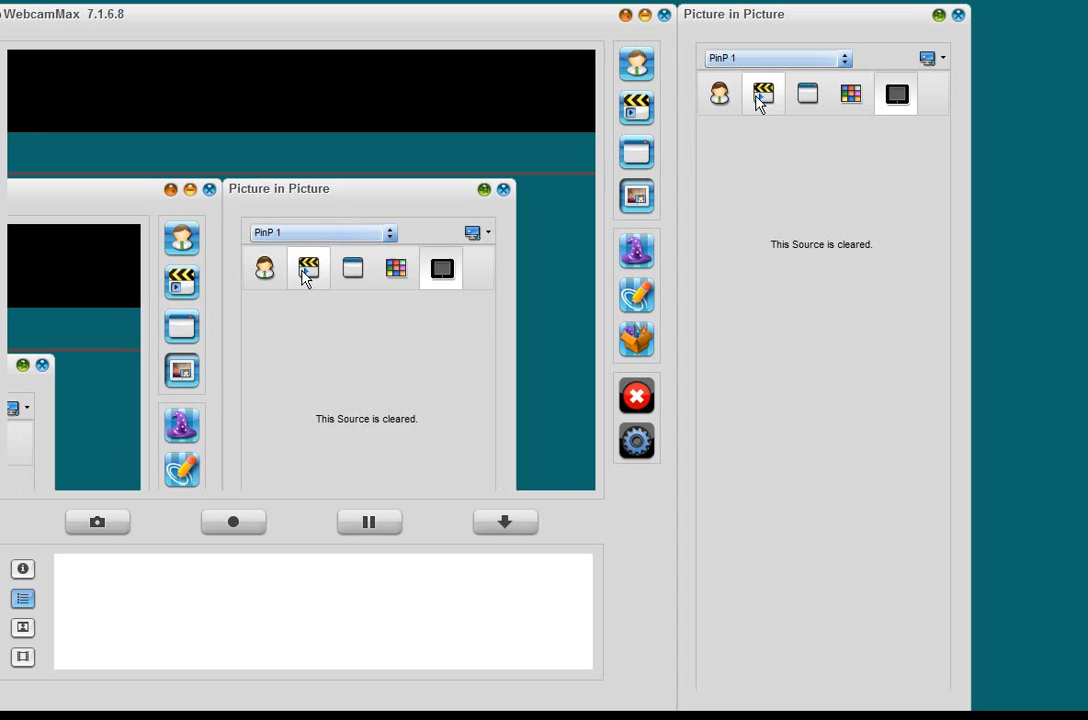 WebcamMax 7.1.6.8
Picture in Picture
PinP 1
This Source is cleared.
Picture in Picture
PinP 1
This Source is cleared.